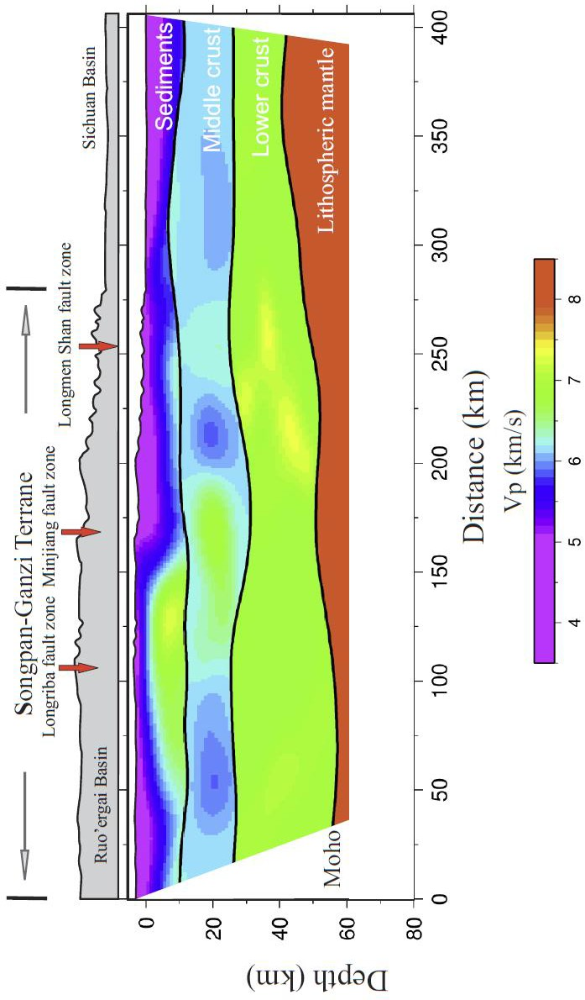 Songpan-Ganzi Terrane
Longriba fault zone
Minjiang fault zone
Longmen Shan fault zone
Ruo'ergai Basin
Sichuan Basin
Sediments
Middle crust
Lower crust
Lithospheric mantle
Moho
Depth (km)
0
20
40
60
80
0 50 100 150 200 250 300 350 400
Distance (km)
Vp (km/s)
4 5 6 7 8